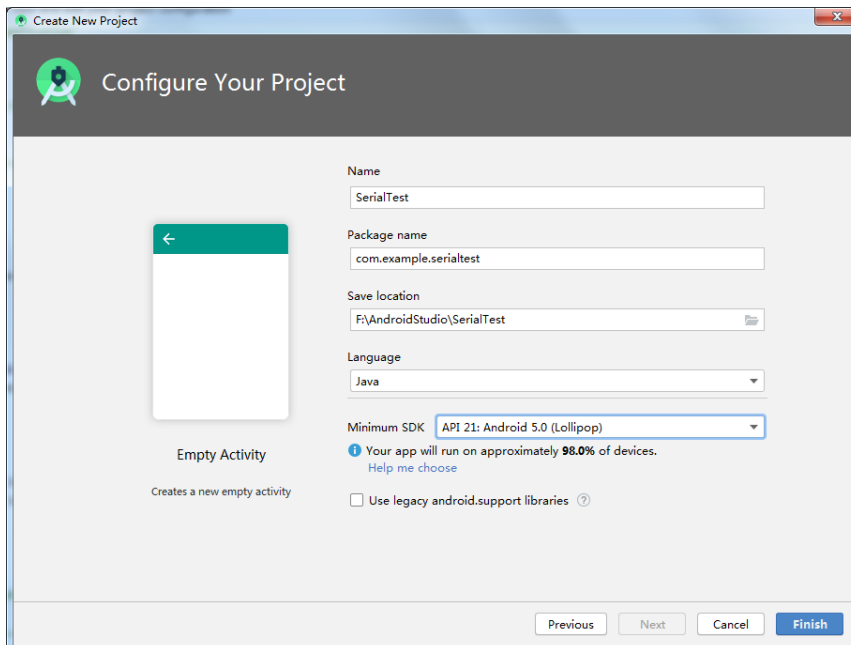 Create New Project
Configure Your Project
Name
SerialTest
Package name
com.example.serialtest
Save location
F:\AndroidStudio\SerialTest
Language
Java
Minimum SDK API 21: Android 5.0 (Lollipop)
Your app will run on approximately 98.0% of devices.
Help me choose
Use legacy android.support libraries ?
Empty Activity
Creates a new empty activity
Previous Next Cancel Finish